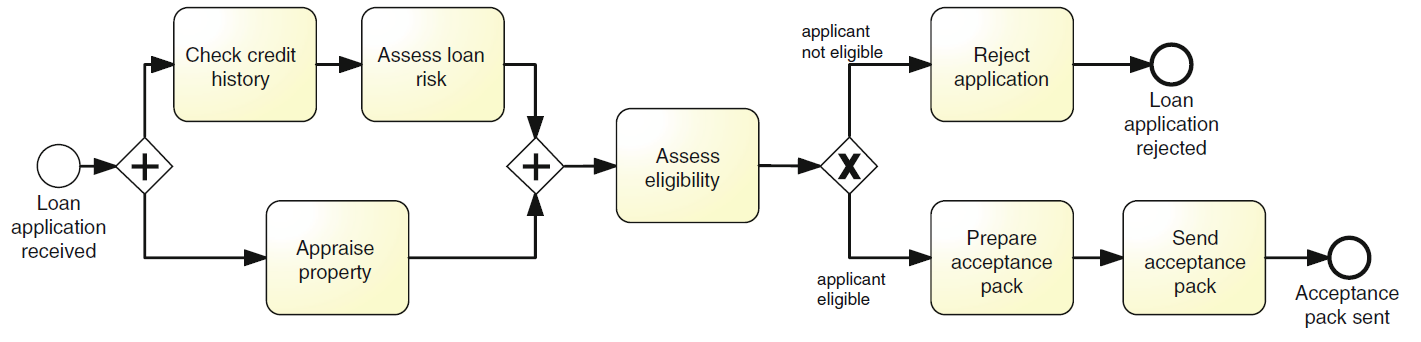 Check credit
history
Assess loan
risk
Loan
application
received
Appraise
property
Assess
eligibility
applicant
not eligible
Reject
application
Loan
application
rejected
applicant
eligible
Prepare
acceptance
pack
Send
acceptance
pack
Acceptance
pack sent